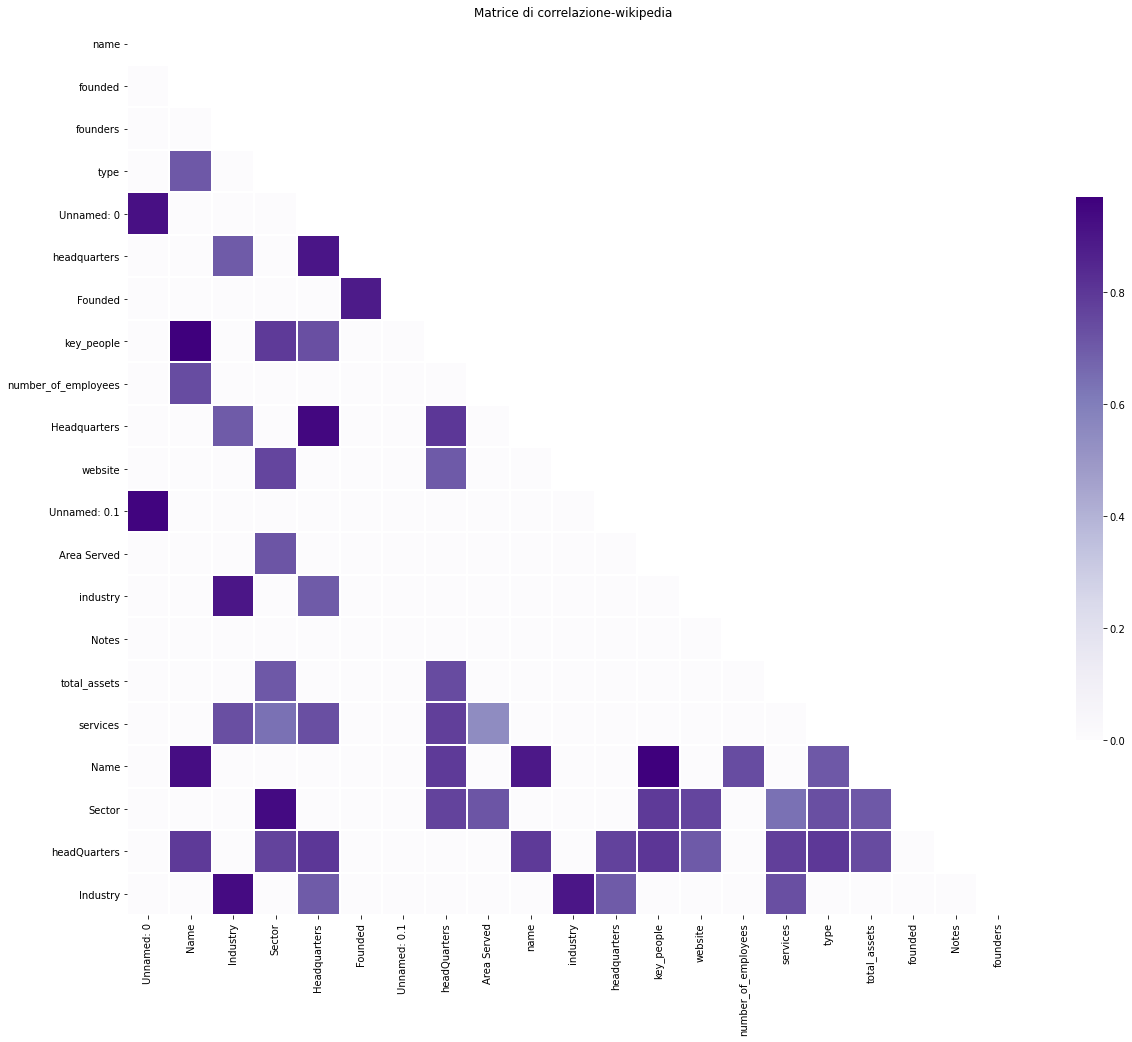 Matrice di correlazione-wikipedia
name
founded
founders
type
Unnamed: 0
headquarters
Founded
key_people
number_of_employees
Headquarters
website
Unnamed: 0.1
Area Served
industry
Notes
total_assets
services
Name
Sector
headQuarters
Industry
0.8
0.6
0.4
0.2
0.0
Unnamed: 0
Name
Industry
Sector
Headquarters
Founded
Unnamed: 0.1
headQuarters
Area Served
name
industry
headquarters
key_people
website
number_of_employees
services
type
total_assets
founded
Notes
founders